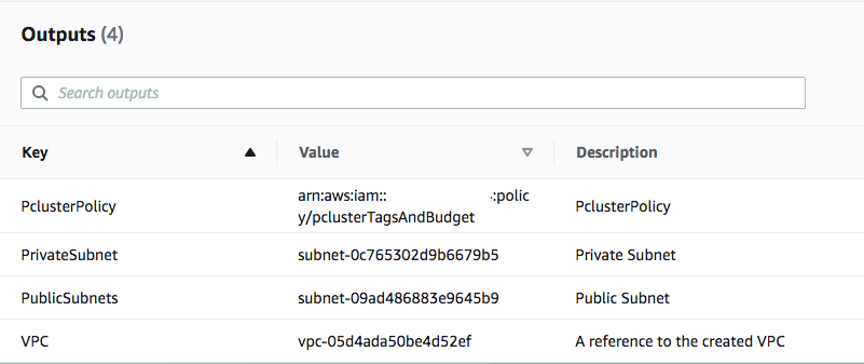 Outputs (4)
Search outputs
Key Value Description
PclusterPolicy arn:aws:iam:: :polic
y/pclusterTagsAndBudget PclusterPolicy
PrivateSubnet subnet-0c765302d9b6679b5 Private Subnet
PublicSubnets subnet-09ad486883e9645b9 Public Subnet
VPC vpc-05d4ada50be4d52ef A reference to the created VPC